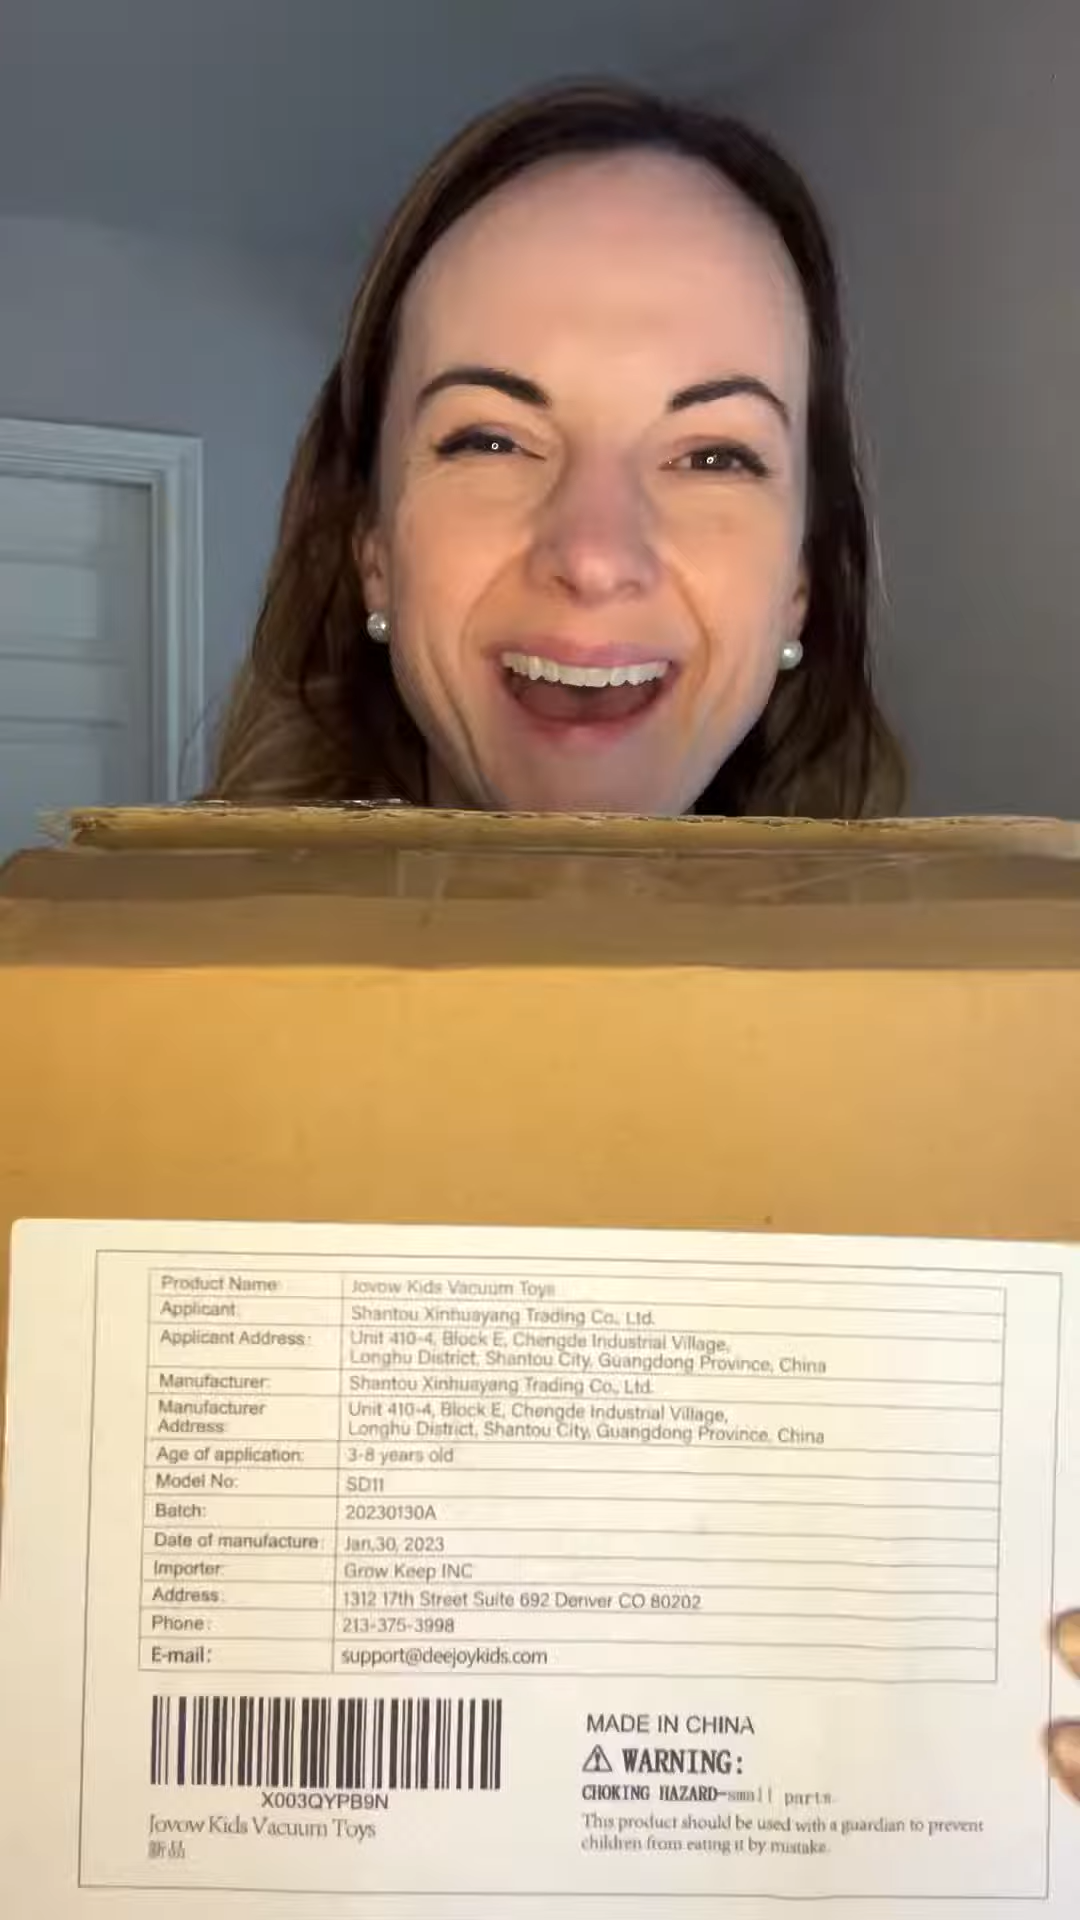 Product Name: Jovow Kids Vacuum Toys
Applicant: Shantou Xinhuayang Trading Co., Ltd.
Applicant Address: Unit 410-4, Block E, Chengde Industrial Village,
Longhu District, Shantou City, Guangdong Province, China
Manufacturer: Shantou Xinhuayang Trading Co., Ltd.
Manufacturer Unit 410-4, Block E, Chengde Industrial Village,
Address: Longhu District, Shantou City, Guangdong Province, China
Age of application: 3-8 years old
Model No: SD11
Batch: 20230130A
Date of manufacture: Jan,30, 2023
Importer: Grow Keep INC
Address: 1312 17th Street Suite 692 Denver CO 80202
Phone: 213-375-3998
E-mail: support@deejoykids.com
X003QYPB9N
Jovow Kids Vacuum Toys
新品
MADE IN CHINA
⚠ WARNING:
CHOKING HAZARD-small parts.
This product should be used with a guardian to prevent
children from eating it by mistake.